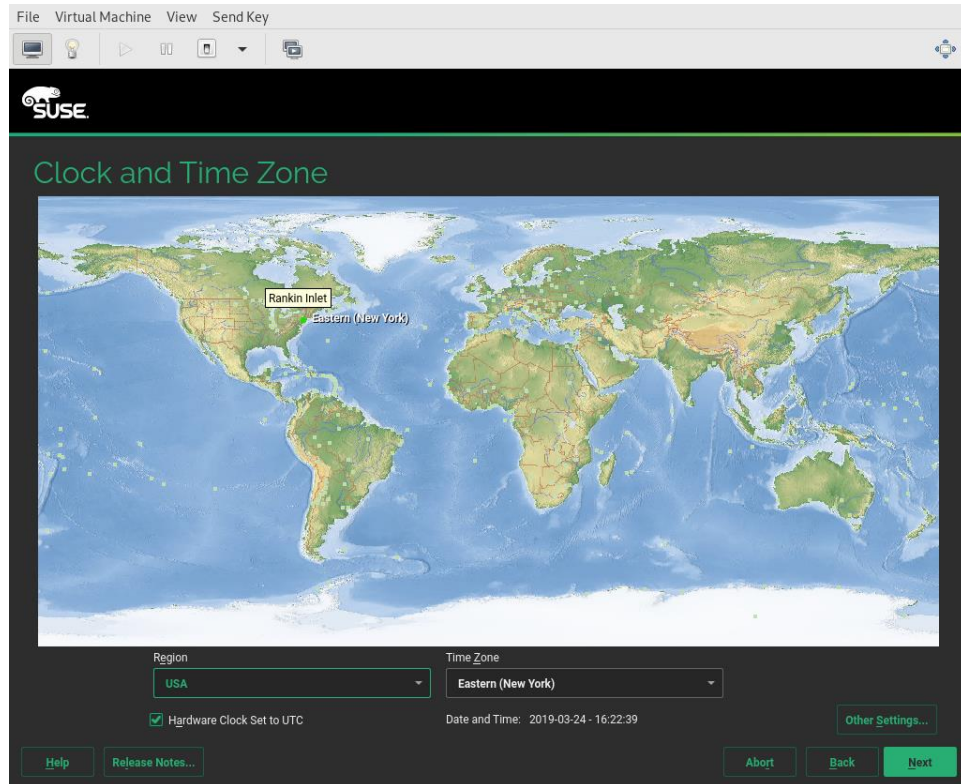 File Virtual Machine View Send Key
SUSE.
Clock and Time Zone
Rankin Inlet
Eastern (New York)
Region Time Zone
USA Eastern (New York)
Hardware Clock Set to UTC Date and Time: 2019-03-24 - 16:22:39 Other Settings...
Help Release Notes... Abort Back Next